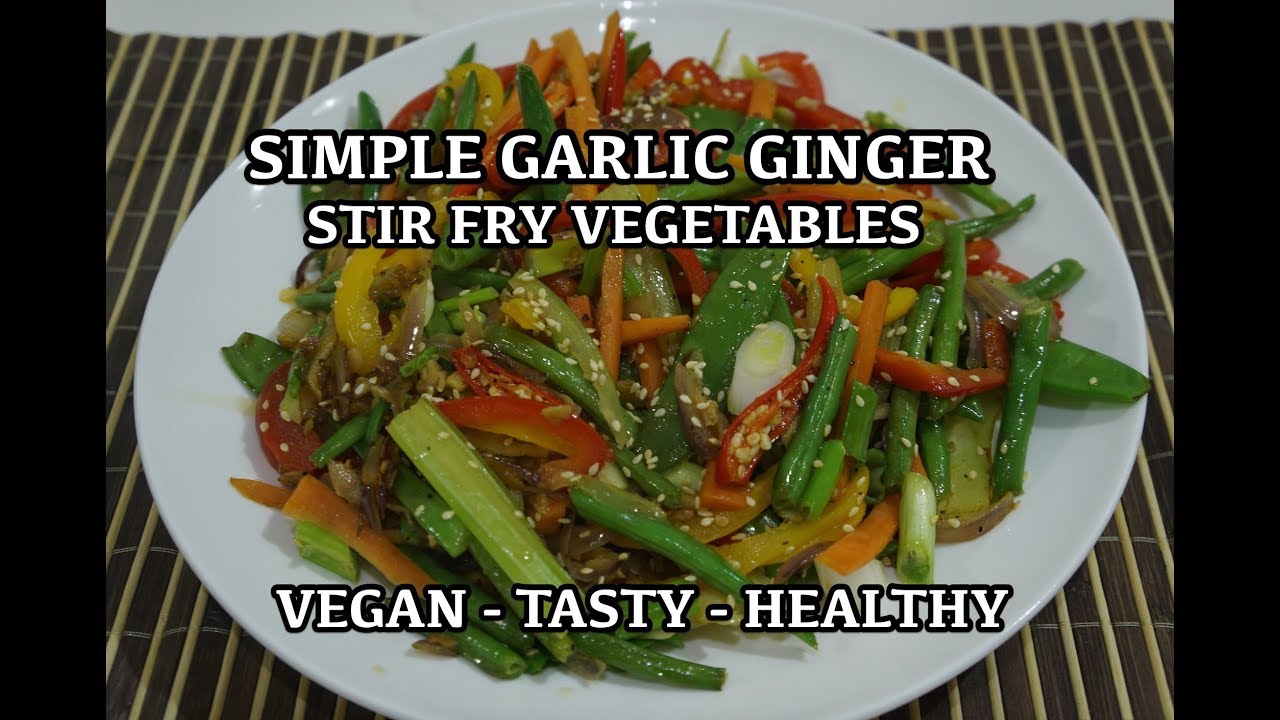 SIMPLE GARLIC GINGER
STIR FRY VEGETABLES
VEGAN - TASTY - HEALTHY